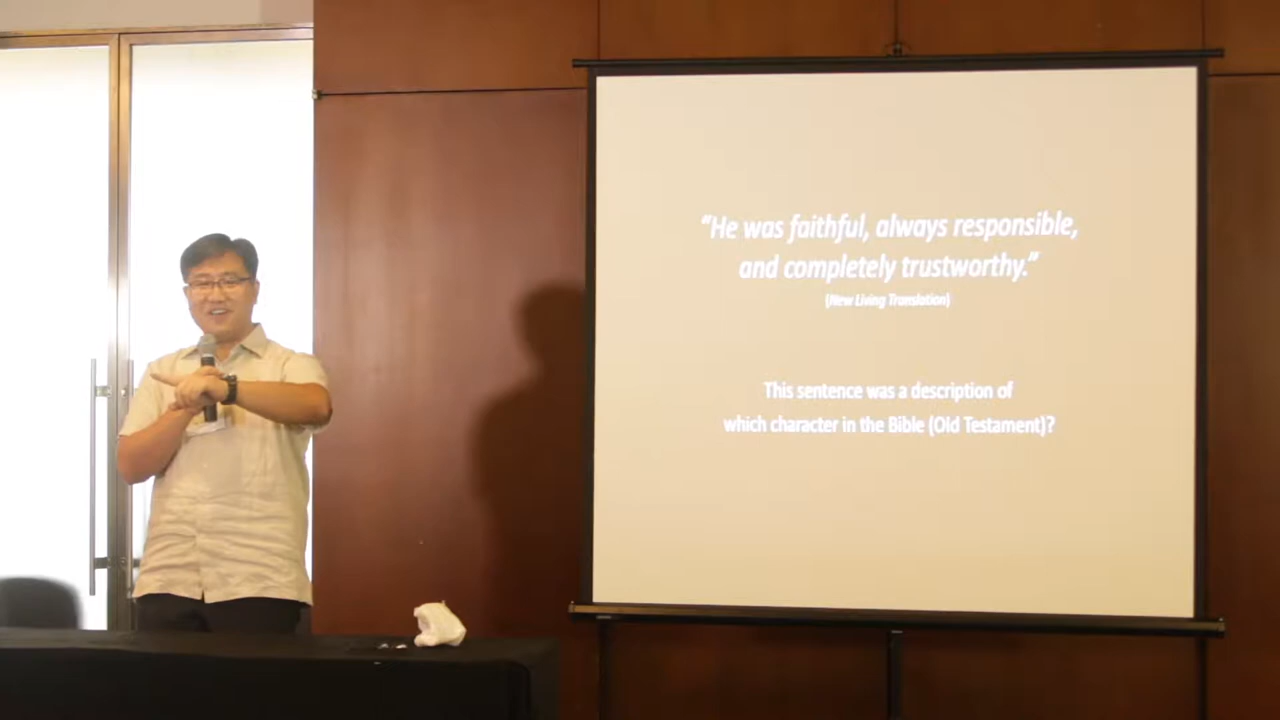 “He was faithful, always responsible,
and completely trustworthy.”
(New Living Translation)
This sentence was a description of
which character in the Bible (Old Testament)?